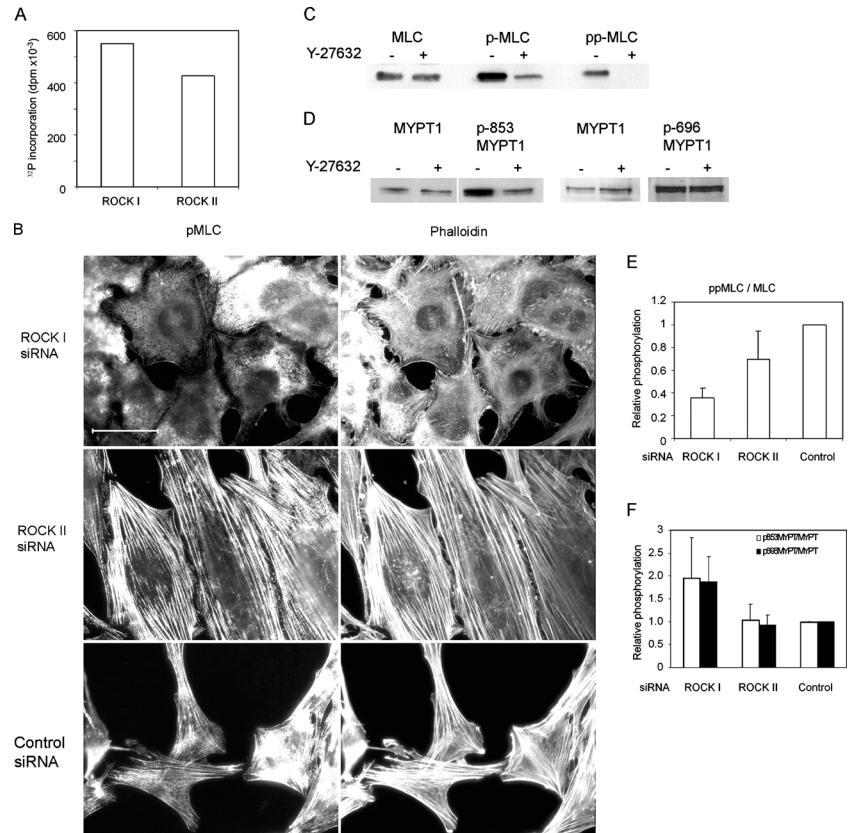 A
³²P incorporation (dpm x10⁻³)
600
400
200
0
ROCK I
ROCK II
C
MLC
p-MLC
pp-MLC
Y-27632
-
+
-
+
-
+
D
MYPT1
p-853
MYPT1
MYPT1
p-696
MYPT1
Y-27632
-
+
-
+
-
+
-
+
B
pMLC
Phalloidin
ROCK I
siRNA
ROCK II
siRNA
Control
siRNA
E
ppMLC / MLC
Relative phosphorylation
1.2
1
0.8
0.6
0.4
0.2
0
siRNA
ROCK I
ROCK II
Control
F
Relative phosphorylation
3
2.5
2.0
1.5
1.0
0.5
0
p853MYPT/MYPT
p696MYPT/MYPT
siRNA
ROCK I
ROCK II
Control